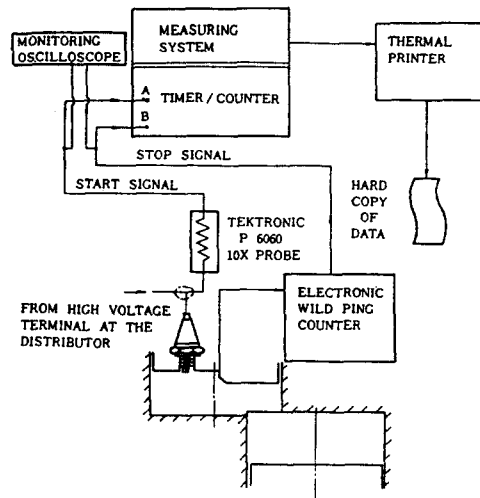 MONITORING
OSCILLOSCOPE
MEASURING
SYSTEM
THERMAL
PRINTER
A
TIMER / COUNTER
B
STOP SIGNAL
START SIGNAL
HARD
COPY
OF
DATA
TEKTRONIC
P 6060
10X PROBE
FROM HIGH VOLTAGE
TERMINAL AT THE
DISTRIBUTOR
ELECTRONIC
WILD PING
COUNTER